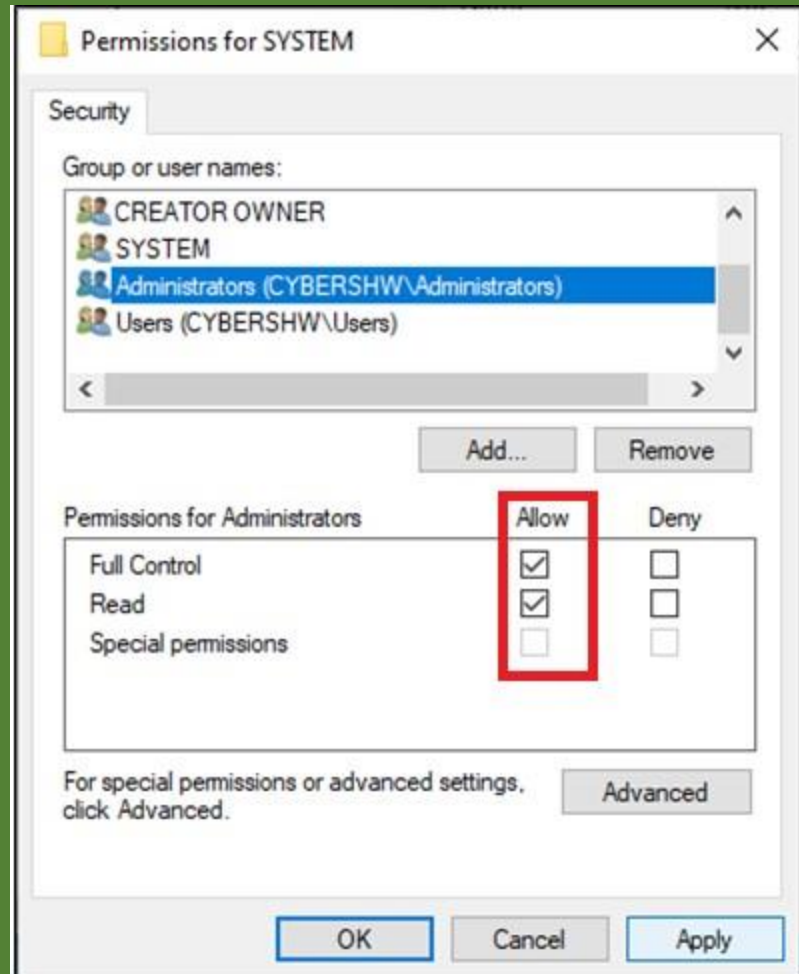 Permissions for SYSTEM
Security
Group or user names:
CREATOR OWNER
SYSTEM
Administrators (CYBERSHW\Administrators)
Users (CYBERSHW\Users)
Add... Remove
Permissions for Administrators Allow Deny
Full Control
Read
Special permissions
For special permissions or advanced settings,
click Advanced.
Advanced
OK Cancel Apply